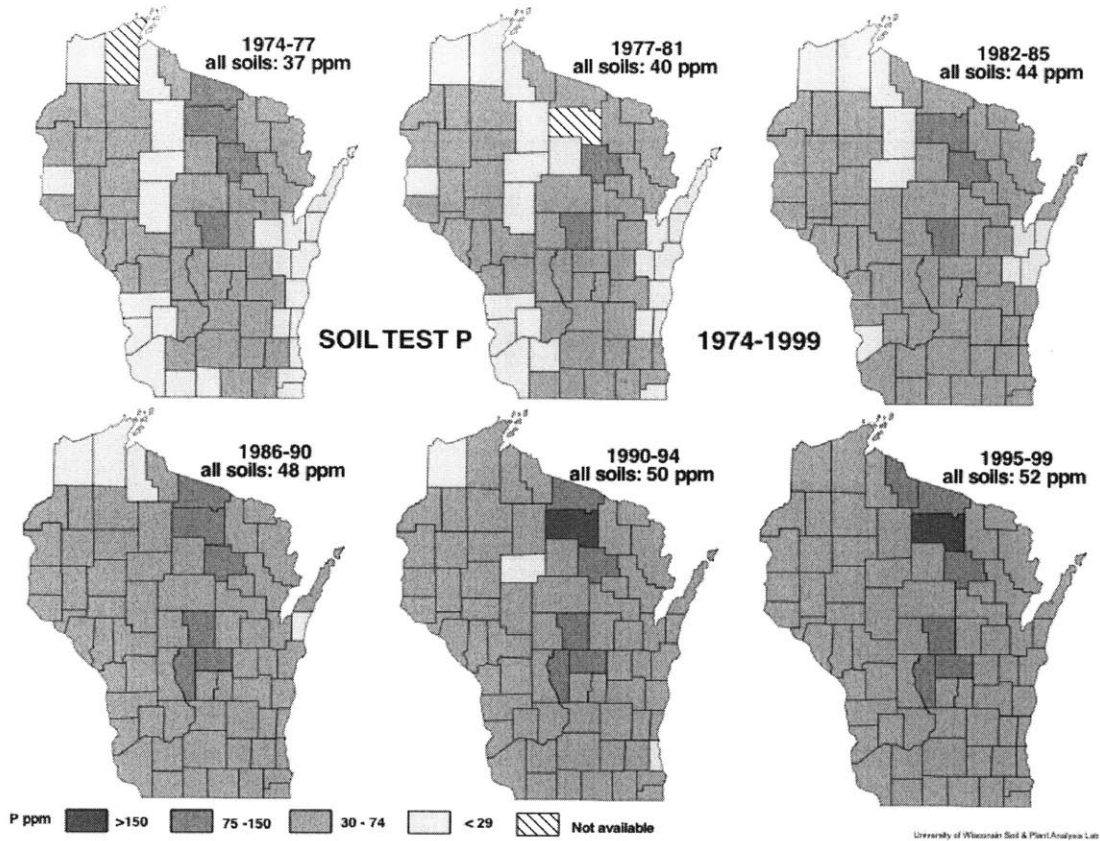 1974-77
all soils: 37 ppm
1977-81
all soils: 40 ppm
1982-85
all soils: 44 ppm
SOIL TEST P
1974-1999
1986-90
all soils: 48 ppm
1990-94
all soils: 50 ppm
1995-99
all soils: 52 ppm
P ppm >150 75 -150 30 - 74 < 29 Not available
University of Wisconsin Soil & Plant Analysis Lab